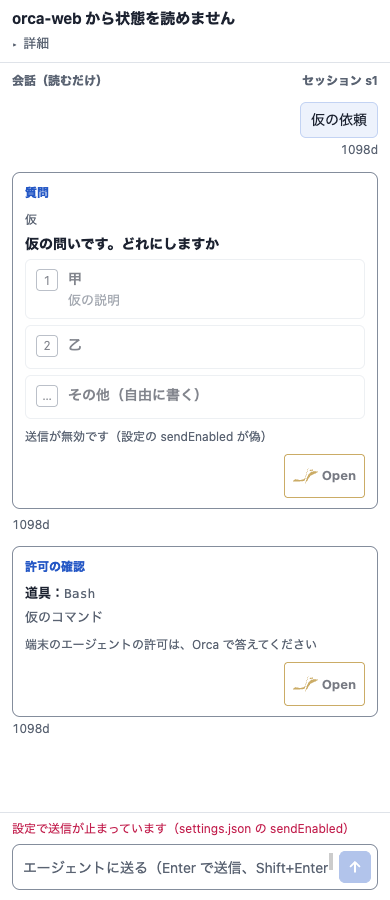 orca-web から状態を読めません
▸ 詳細
会話（読むだけ）
セッション s1
仮の依頼
1098d
質問
仮
仮の問いです。どれにしますか
1 甲
仮の説明
2 乙
… その他（自由に書く）
送信が無効です（設定の sendEnabled が偽）
Open
1098d
許可の確認
道具：Bash
仮のコマンド
端末のエージェントの許可は、Orca で答えてください
Open
1098d
設定で送信が止まっています（settings.json の sendEnabled）
エージェントに送る（Enter で送信、Shift+Enter